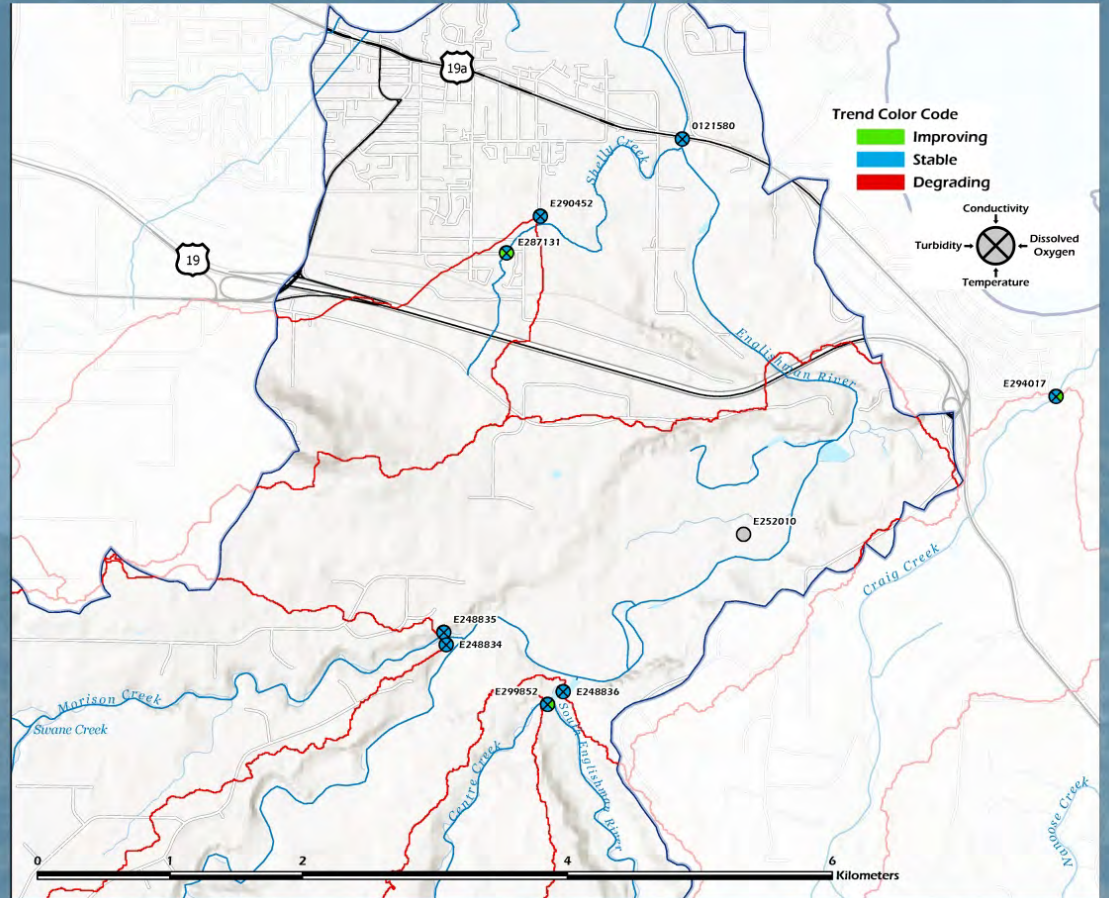 19a
0121580
Trend Color Code
Improving
Stable
Degrading
Shelly Creek
Conductivity
E290452
Turbidity
Dissolved
Oxygen
E287131
19
Temperature
Englishman River
E294017
E252010
Craig Creek
E248835
E248834
Morison Creek
E299852
E248836
Swane Creek
South Englishman River
Centre Creek
Nanoose Creek
0
1
2
4
6
Kilometers